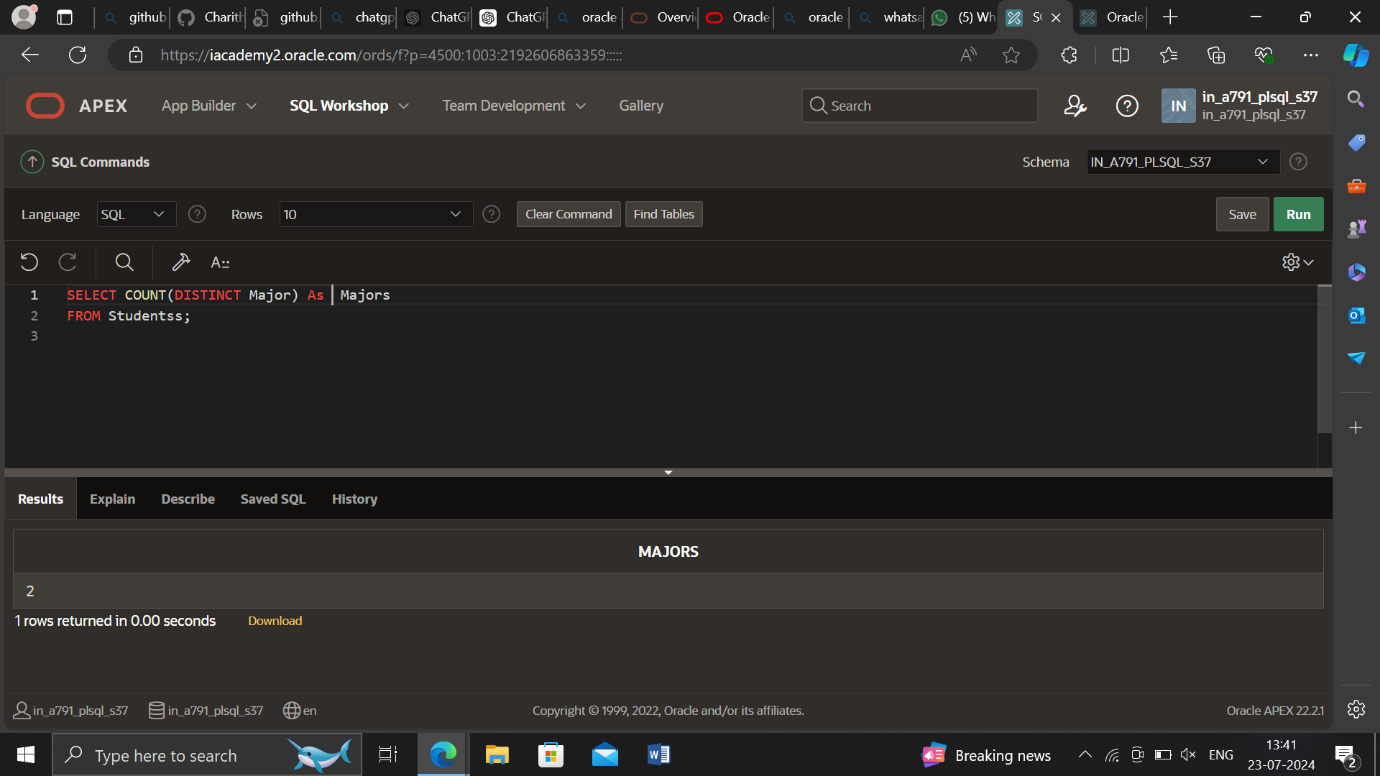 github
Charith
github
chatgp
ChatGP
ChatGP
oracle
Overvi
Oracle
oracle
whatsa
(5) Wh
Oracle
https://iacademy2.oracle.com/ords/f?p=4500:1003:2192606863359:::::
APEX App Builder SQL Workshop Team Development Gallery Search IN in_a791_plsql_s37
in_a791_plsql_s37
SQL Commands Schema IN_A791_PLSQL_S37
Language SQL Rows 10 Clear Command Find Tables Save Run
A::
1 SELECT COUNT(DISTINCT Major) As Majors
2 FROM Studentss;
3
Results Explain Describe Saved SQL History
MAJORS
2
1 rows returned in 0.00 seconds Download
in_a791_plsql_s37 in_a791_plsql_s37 en Copyright © 1999, 2022, Oracle and/or its affiliates. Oracle APEX 22.2.1
Type here to search Breaking news ENG 13:41
23-07-2024 2